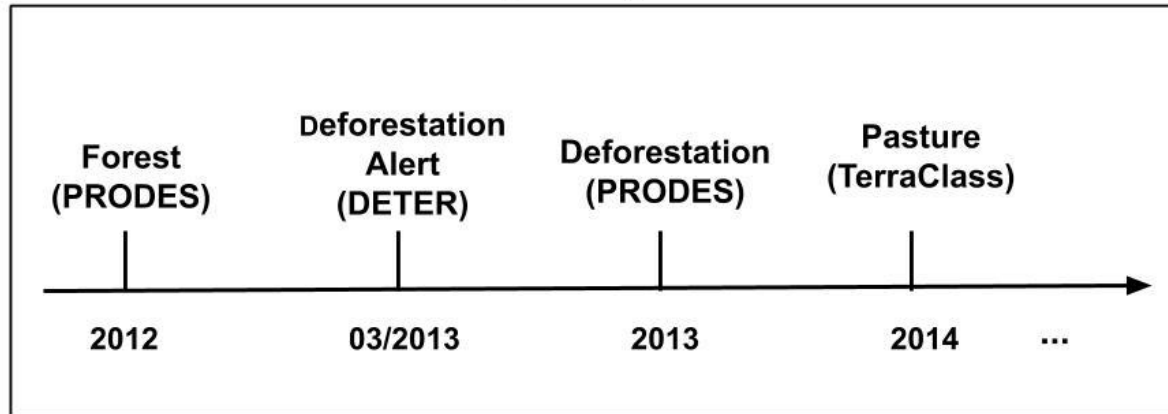 Forest
(PRODES)
Deforestation
Alert
(DETER)
Deforestation
(PRODES)
Pasture
(TerraClass)
2012
03/2013
2013
2014
...